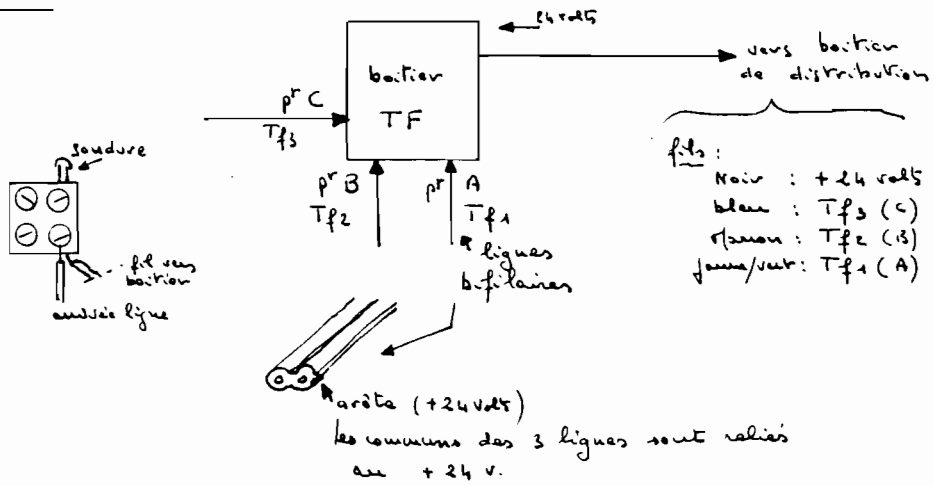 24 volts
boitier
TF
vers boitier
de distribution
pr C
Tf3
soudure
pr B
Tf2
pr A
Tf1
fils :
Noir : + 24 volts
bleu : Tf3 (C)
marron : Tf2 (B)
jaune/vert : Tf1 (A)
lignes
bifilaires
fil vers
boitier
arrivée ligne
arête (+24 volts)
les communs des 3 lignes sont reliés
au + 24 v.